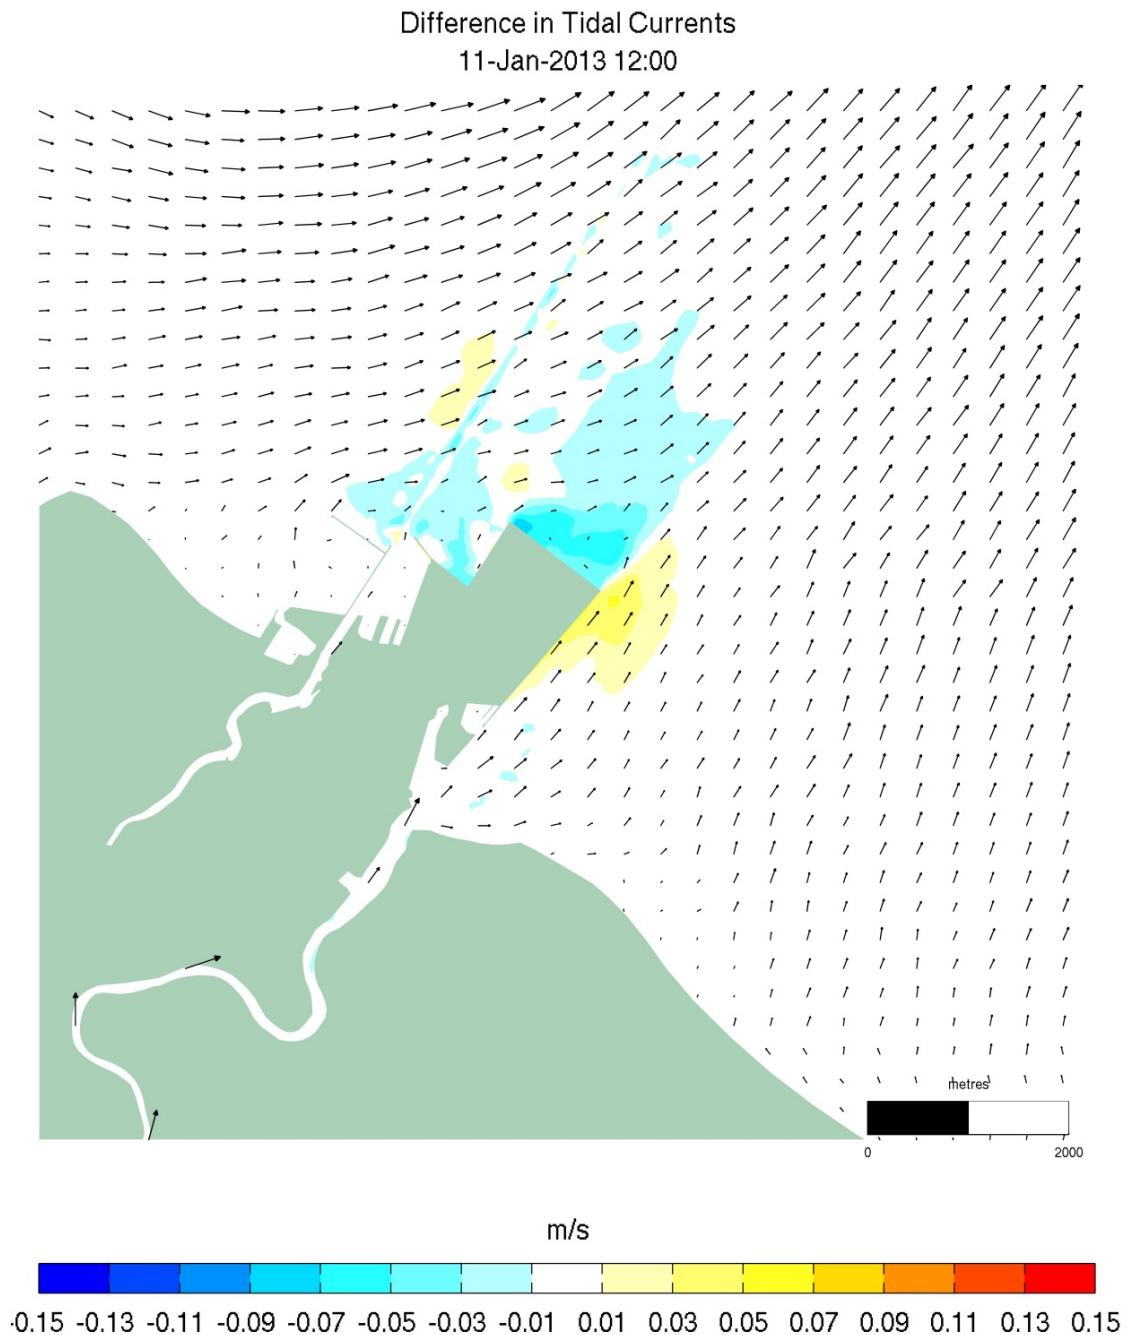 Difference in Tidal Currents
11-Jan-2013 12:00
metres
0 2000
m/s
-0.15 -0.13 -0.11 -0.09 -0.07 -0.05 -0.03 -0.01 0.01 0.03 0.05 0.07 0.09 0.11 0.13 0.15